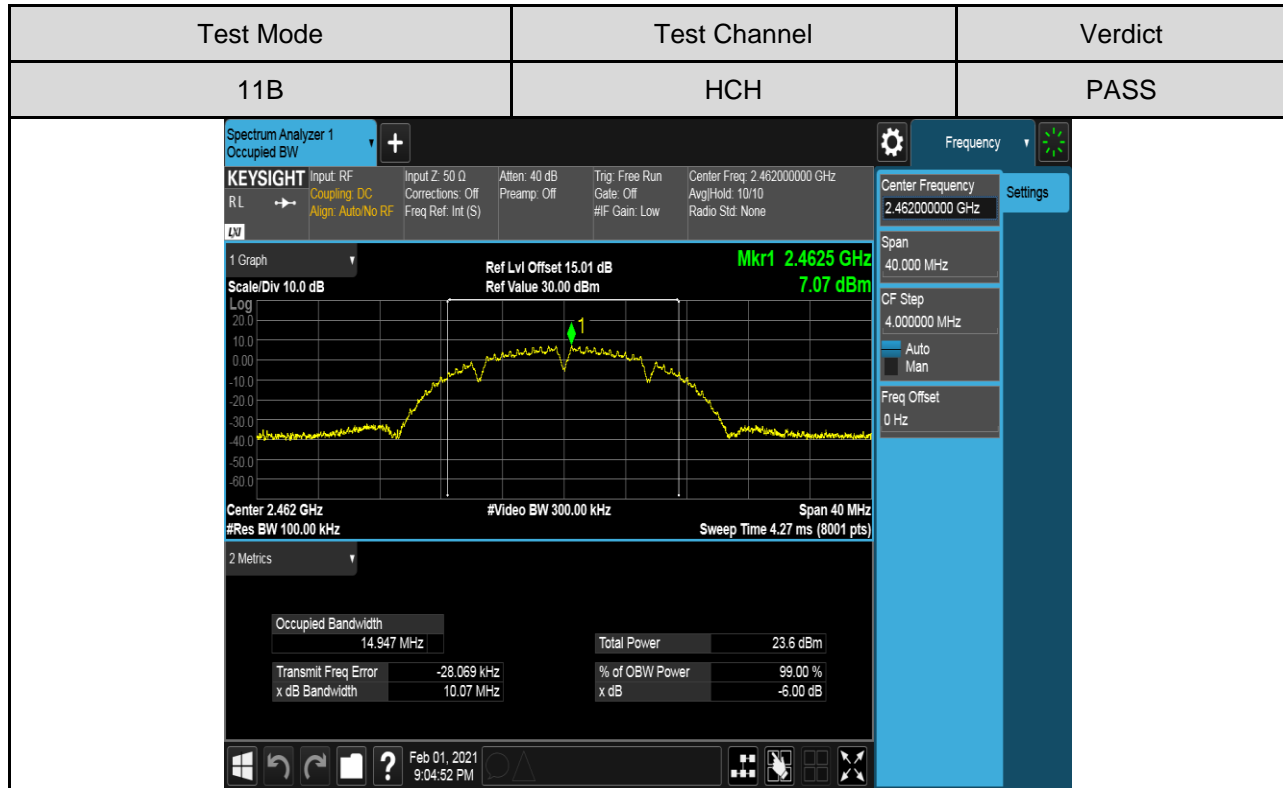 Test Mode Test Channel Verdict
11B HCH PASS
Spectrum Analyzer 1
Occupied BW
+
Frequency
KEYSIGHT Input: RF Input Z: 50 Ω Atten: 40 dB Trig: Free Run Center Freq: 2.462000000 GHz
RL Coupling: DC Corrections: Off Preamp: Off Gate: Off Avg|Hold: 10/10
Align: Auto/No RF Freq Ref: Int (S) #IF Gain: Low Radio Std: None
LXI
Center Frequency
2.462000000 GHz
Settings
Span
40.000 MHz
CF Step
4.000000 MHz
Auto
Man
Freq Offset
0 Hz
1 Graph
Ref Lvl Offset 15.01 dB Mkr1 2.4625 GHz
Scale/Div 10.0 dB Ref Value 30.00 dBm 7.07 dBm
Log
20.0
10.0
0.00
-10.0
-20.0
-30.0
-40.0
-50.0
-60.0
1
Center 2.462 GHz #Video BW 300.00 kHz Span 40 MHz
#Res BW 100.00 kHz Sweep Time 4.27 ms (8001 pts)
2 Metrics
Occupied Bandwidth
14.947 MHz Total Power 23.6 dBm
Transmit Freq Error -28.069 kHz % of OBW Power 99.00 %
x dB Bandwidth 10.07 MHz x dB -6.00 dB
? Feb 01, 2021
9:04:52 PM